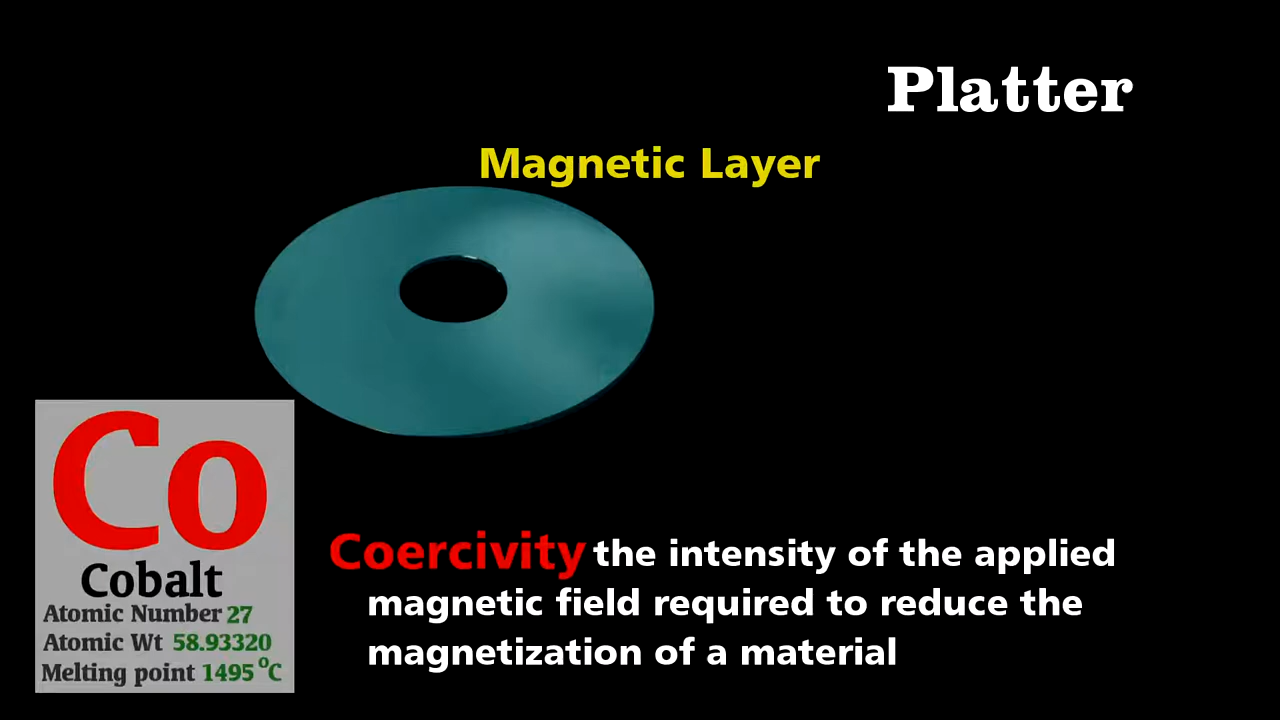 Platter
Magnetic Layer
Co
Cobalt
Atomic Number 27
Atomic Wt 58.93320
Melting point 1495 °C
Coercivity the intensity of the applied
magnetic field required to reduce the
magnetization of a material